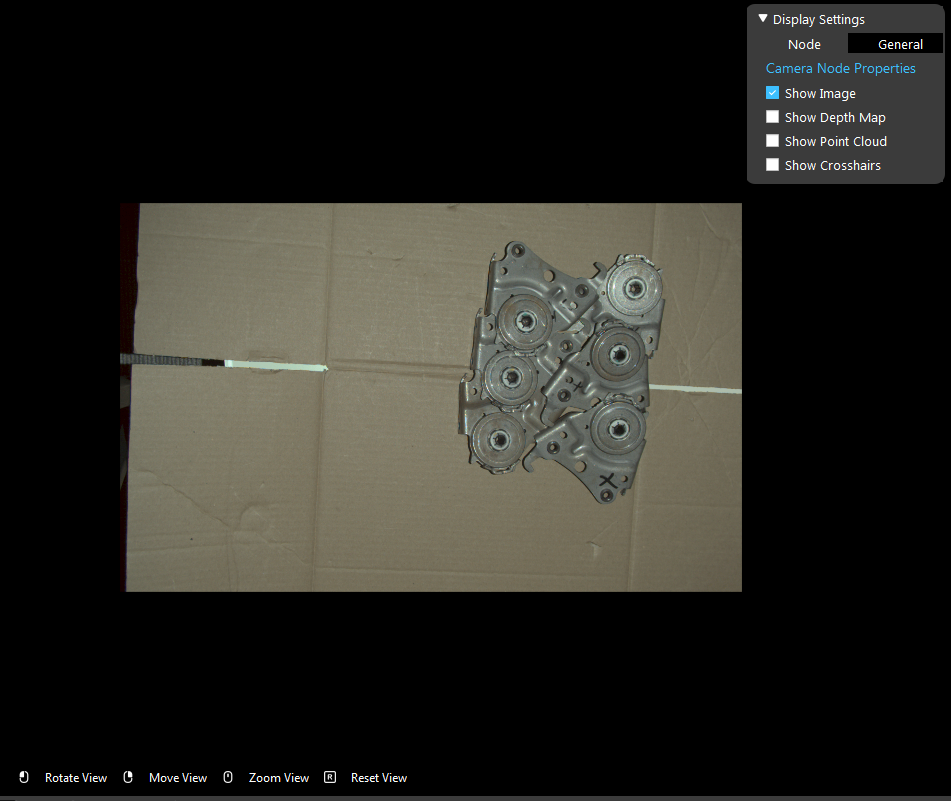 Display Settings
Node General
Camera Node Properties
Show Image
Show Depth Map
Show Point Cloud
Show Crosshairs
X
R
Rotate View Move View Zoom View Reset View